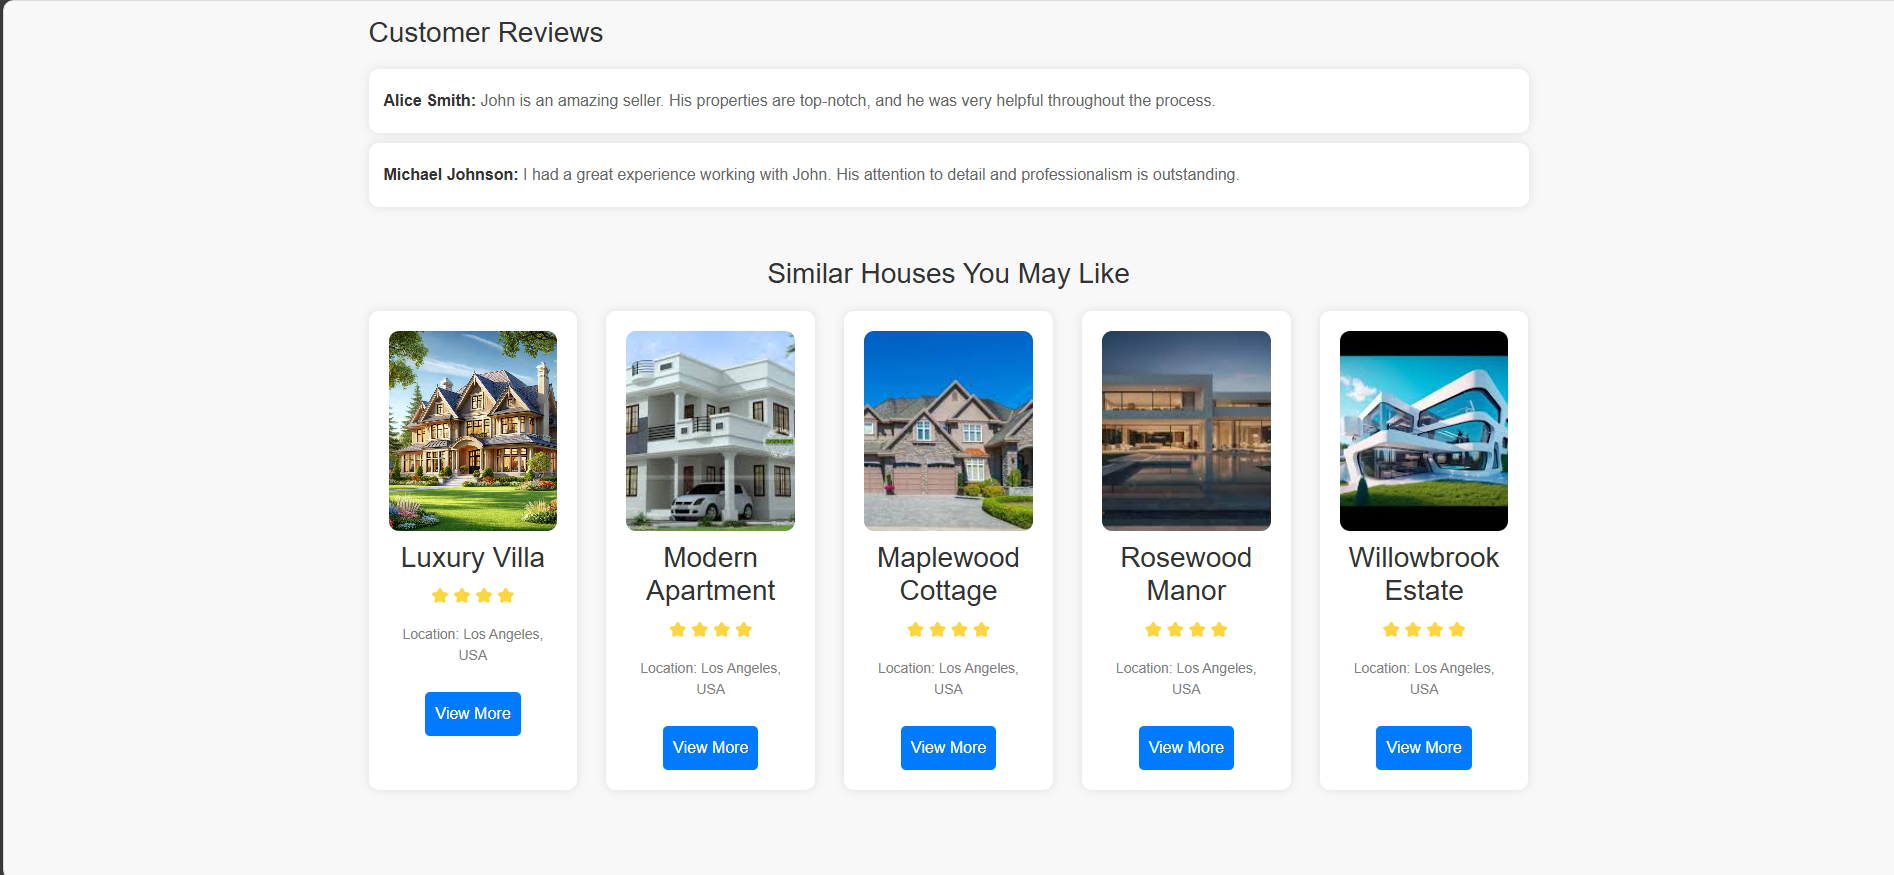 Customer Reviews
Alice Smith: John is an amazing seller. His properties are top-notch, and he was very helpful throughout the process.
Michael Johnson: I had a great experience working with John. His attention to detail and professionalism is outstanding.
Similar Houses You May Like
Luxury Villa
Location: Los Angeles,
USA
View More
Modern
Apartment
Location: Los Angeles,
USA
View More
Maplewood
Cottage
Location: Los Angeles,
USA
View More
Rosewood
Manor
Location: Los Angeles,
USA
View More
Willowbrook
Estate
Location: Los Angeles,
USA
View More